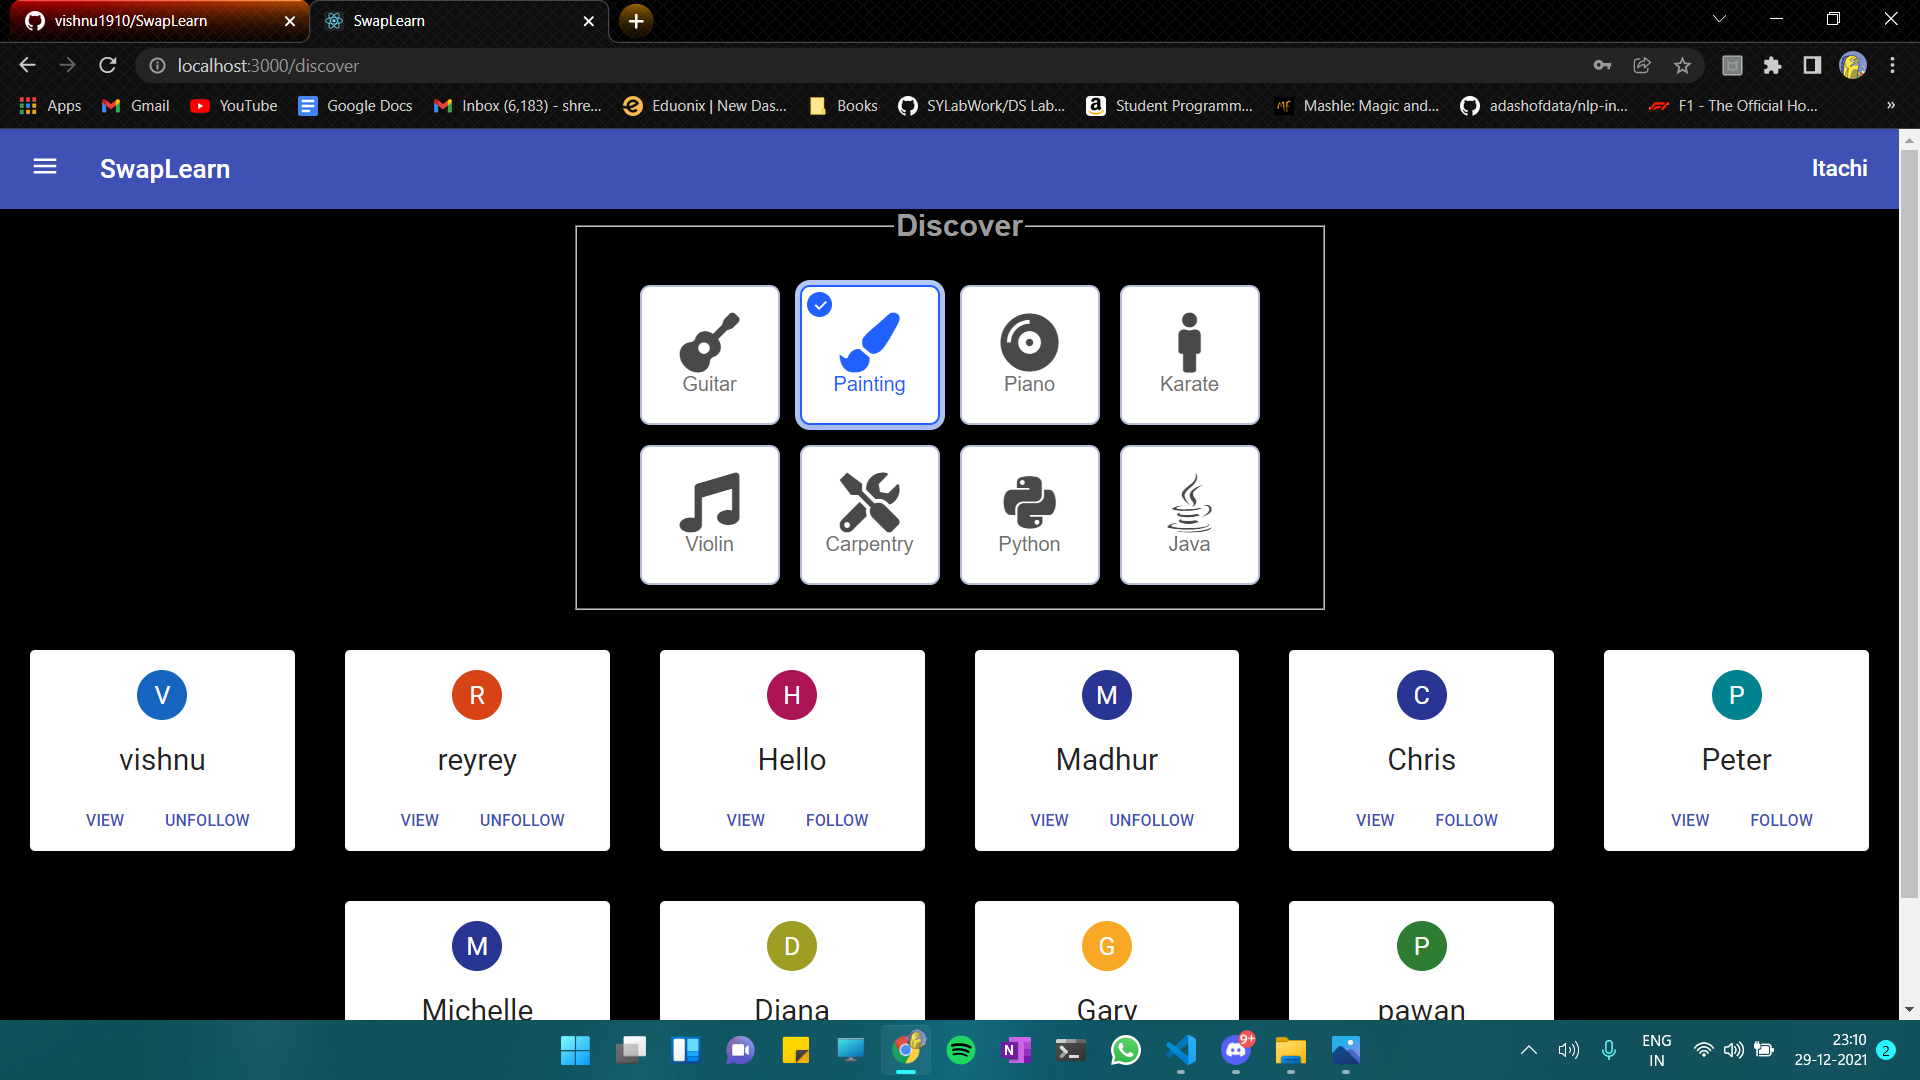 vishnu1910/SwapLearn
SwapLearn
localhost:3000/discover
Apps
Gmail
YouTube
Google Docs
Inbox (6,183) - shre...
Eduonix | New Das...
Books
SYLabWork/DS Lab...
Student Programm...
Mashle: Magic and...
adashofdata/nlp-in...
F1 - The Official Ho...
»
SwapLearn
Itachi
Discover
Guitar
Painting
Piano
Karate
Violin
Carpentry
Python
Java
V
R
H
M
C
P
vishnu
reyrey
Hello
Madhur
Chris
Peter
VIEW UNFOLLOW
VIEW UNFOLLOW
VIEW FOLLOW
VIEW UNFOLLOW
VIEW FOLLOW
VIEW FOLLOW
M
D
G
P
Michelle
Diana
Gary
pawan
9+
ENG
IN
23:10
29-12-2021
2